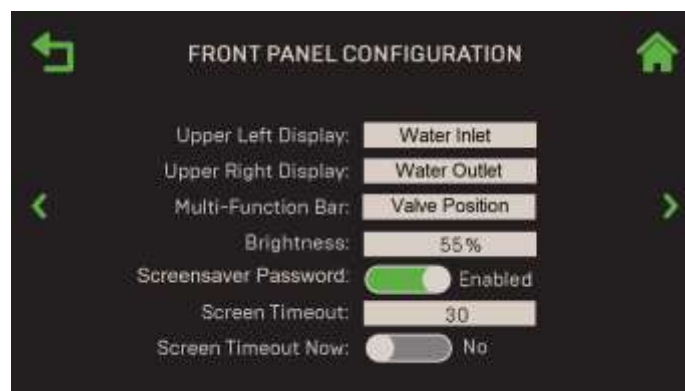 FRONT PANEL CONFIGURATION
Upper Left Display: Water Inlet
Upper Right Display: Water Outlet
Multi-Function Bar: Valve Position
Brightness: 55%
Screensaver Password: Enabled
Screen Timeout: 30
Screen Timeout Now: No